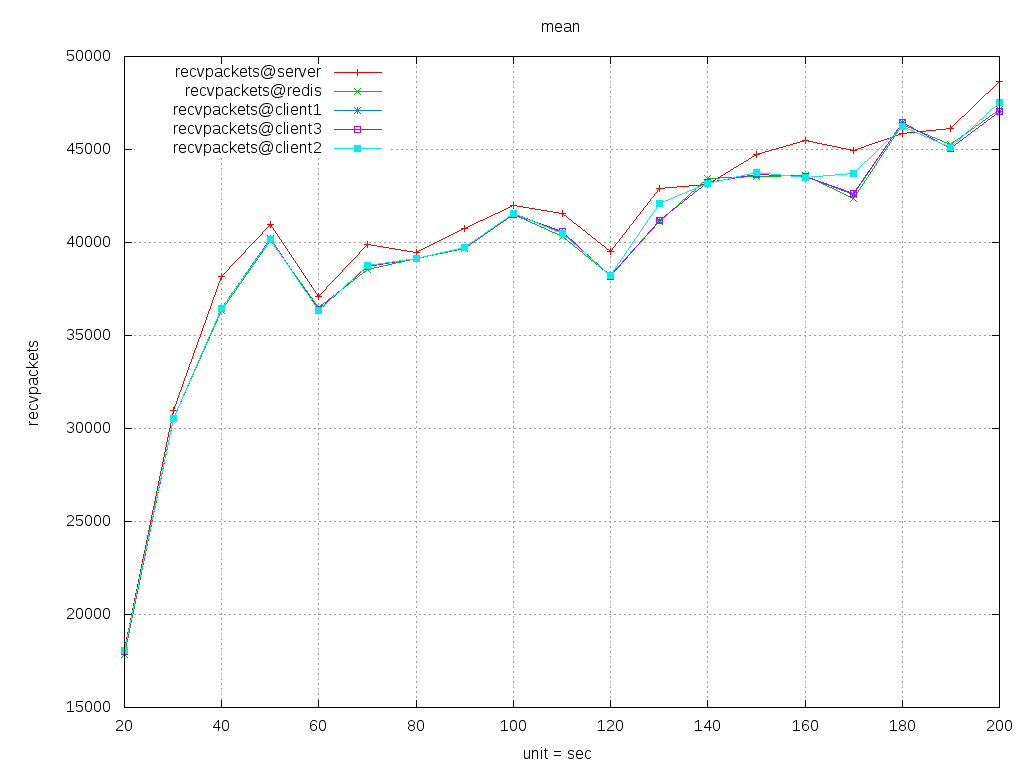 mean
50000
45000
40000
35000
30000
25000
20000
15000
recvpackets
recvpackets@server
recvpackets@redis
recvpackets@client1
recvpackets@client3
recvpackets@client2
20 40 60 80 100 120 140 160 180 200
unit = sec